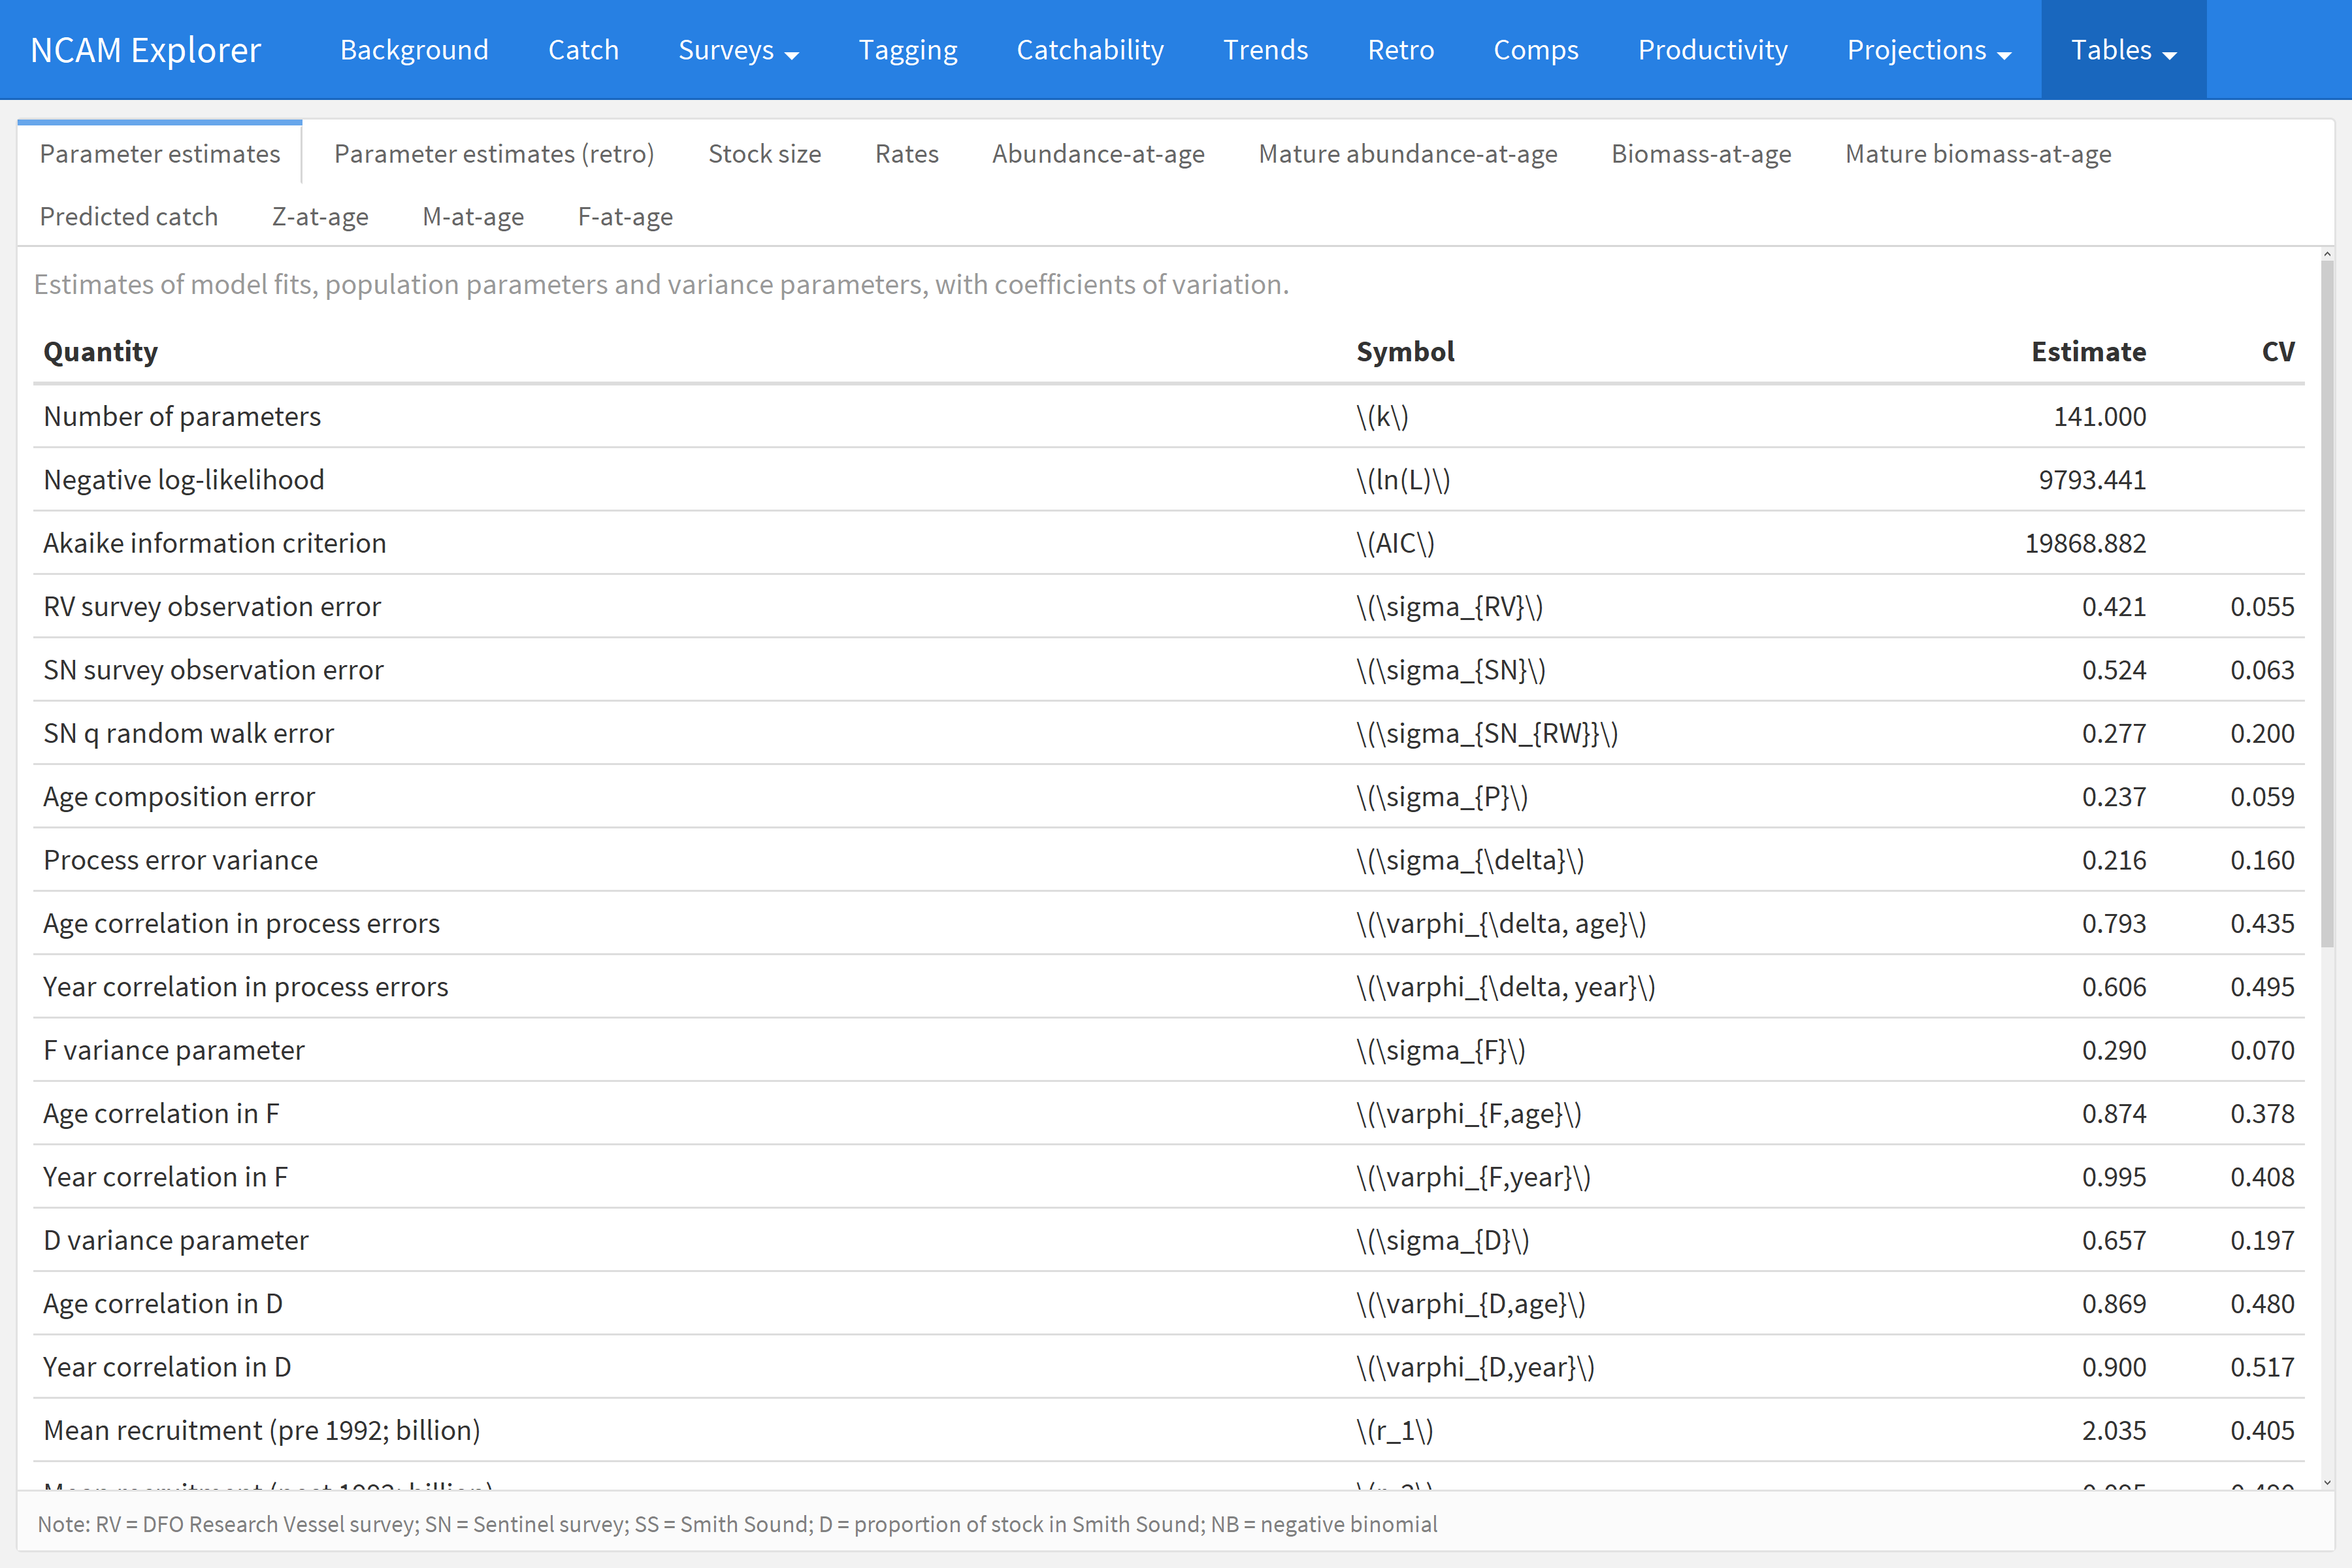 NCAM Explorer Background Catch Surveys Tagging Catchability Trends Retro Comps Productivity Projections Tables
Parameter estimates Parameter estimates (retro) Stock size Rates Abundance-at-age Mature abundance-at-age Biomass-at-age Mature biomass-at-age
Predicted catch Z-at-age M-at-age F-at-age
Estimates of model fits, population parameters and variance parameters, with coefficients of variation.
Quantity Symbol Estimate CV
Number of parameters \(k\) 141.000
Negative log-likelihood \(ln(L)\) 9793.441
Akaike information criterion \(AIC\) 19868.882
RV survey observation error \(\sigma_{RV}\) 0.421 0.055
SN survey observation error \(\sigma_{SN}\) 0.524 0.063
SN q random walk error \(\sigma_{SN_{RW}}\) 0.277 0.200
Age composition error \(\sigma_{P}\) 0.237 0.059
Process error variance \(\sigma_{\delta}\) 0.216 0.160
Age correlation in process errors \(\varphi_{\delta, age}\) 0.793 0.435
Year correlation in process errors \(\varphi_{\delta, year}\) 0.606 0.495
F variance parameter \(\sigma_{F}\) 0.290 0.070
Age correlation in F \(\varphi_{F,age}\) 0.874 0.378
Year correlation in F \(\varphi_{F,year}\) 0.995 0.408
D variance parameter \(\sigma_{D}\) 0.657 0.197
Age correlation in D \(\varphi_{D,age}\) 0.869 0.480
Year correlation in D \(\varphi_{D,year}\) 0.900 0.517
Mean recruitment (pre 1992; billion) \(r_1\) 2.035 0.405
Mean recruitment
Note: RV = DFO Research Vessel survey; SN = Sentinel survey; SS = Smith Sound; D = proportion of stock in Smith Sound; NB = negative binomial